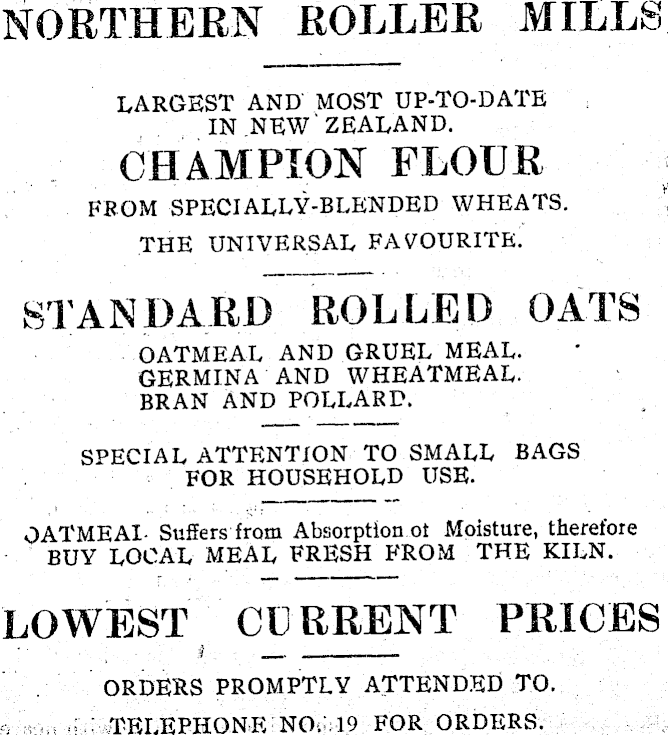 NORTHERN ROLLER MILLS
LARGEST AND MOST UP-TO-DATE
IN NEW ZEALAND.
CHAMPION FLOUR
FROM SPECIALLY-BLENDED WHEATS.
THE UNIVERSAL FAVOURITE.
STANDARD ROLLED OATS
OATMEAL AND GRUEL MEAL.
GERMINA AND WHEATMEAL.
BRAN AND POLLARD.
SPECIAL ATTENTION TO SMALL BAGS
FOR HOUSEHOLD USE.
OATMEAL Suffers from Absorption of Moisture, therefore
BUY LOCAL MEAL FRESH FROM THE KILN.
LOWEST CURRENT PRICES
ORDERS PROMPTLY ATTENDED TO.
TELEPHONE NO. 19 FOR ORDERS.